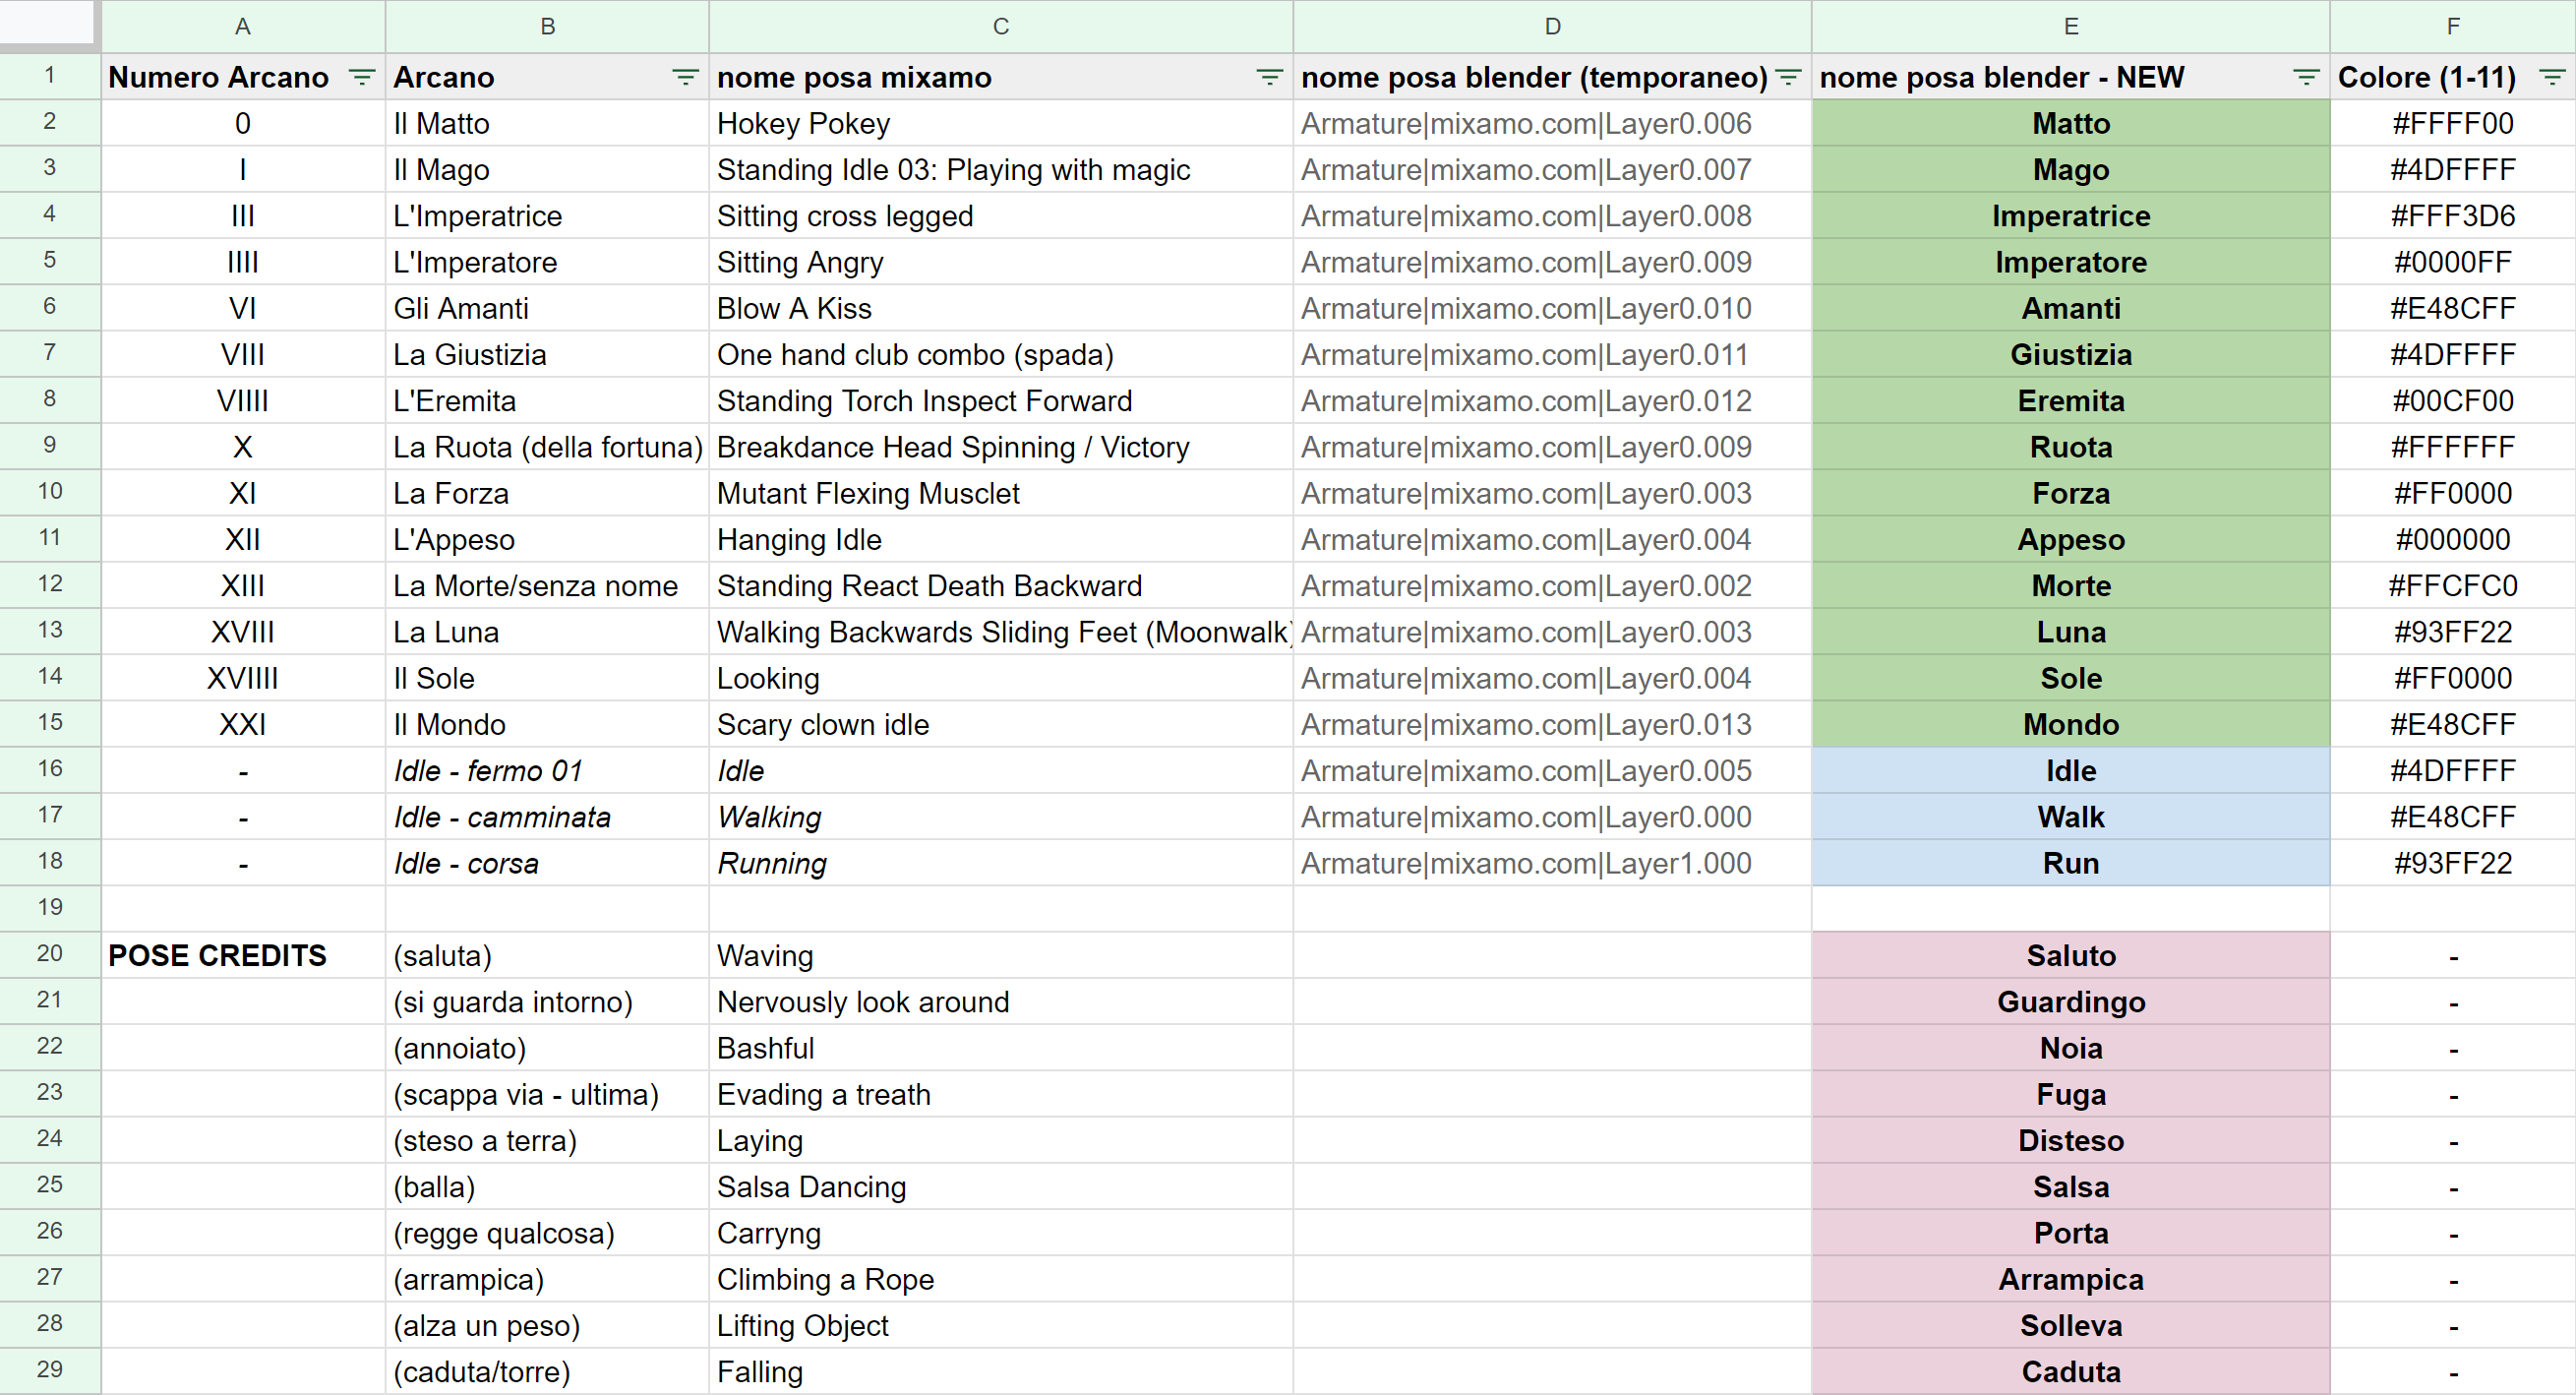 A B C D E F
1 Numero Arcano Arcano nome posa mixamo nome posa blender (temporaneo) nome posa blender - NEW Colore (1-11)
2 0 Il Matto Hokey Pokey Armature|mixamo.com|Layer0.006 Matto #FFFF00
3 I Il Mago Standing Idle 03: Playing with magic Armature|mixamo.com|Layer0.007 Mago #4DFFFF
4 III L'Imperatrice Sitting cross legged Armature|mixamo.com|Layer0.008 Imperatrice #FFF3D6
5 IIII L'Imperatore Sitting Angry Armature|mixamo.com|Layer0.009 Imperatore #0000FF
6 VI Gli Amanti Blow A Kiss Armature|mixamo.com|Layer0.010 Amanti #E48CFF
7 VIII La Giustizia One hand club combo (spada) Armature|mixamo.com|Layer0.011 Giustizia #4DFFFF
8 VIIII L'Eremita Standing Torch Inspect Forward Armature|mixamo.com|Layer0.012 Eremita #00CF00
9 X La Ruota (della fortuna) Breakdance Head Spinning / Victory Armature|mixamo.com|Layer0.009 Ruota #FFFFFF
10 XI La Forza Mutant Flexing Musclet Armature|mixamo.com|Layer0.003 Forza #FF0000
11 XII L'Appeso Hanging Idle Armature|mixamo.com|Layer0.004 Appeso #000000
12 XIII La Morte/senza nome Standing React Death Backward Armature|mixamo.com|Layer0.002 Morte #FFCFC0
13 XVIII La Luna Walking Backwards Sliding Feet (Moonwalk) Armature|mixamo.com|Layer0.003 Luna #93FF22
14 XVIIII Il Sole Looking Armature|mixamo.com|Layer0.004 Sole #FF0000
15 XXI Il Mondo Scary clown idle Armature|mixamo.com|Layer0.013 Mondo #E48CFF
16 - Idle - fermo 01 Idle Armature|mixamo.com|Layer0.005 Idle #4DFFFF
17 - Idle - camminata Walking Armature|mixamo.com|Layer0.000 Walk #E48CFF
18 - Idle - corsa Running Armature|mixamo.com|Layer1.000 Run #93FF22
19
20 POSE CREDITS (saluta) Waving Saluto -
21 (si guarda intorno) Nervously look around Guardingo -
22 (annoiato) Bashful Noia -
23 (scappa via - ultima) Evading a treath Fuga -
24 (steso a terra) Laying Disteso -
25 (balla) Salsa Dancing Salsa -
26 (regge qualcosa) Carryng Porta -
27 (arrampica) Climbing a Rope Arrampica -
28 (alza un peso) Lifting Object Solleva -
29 (caduta/torre) Falling Caduta -